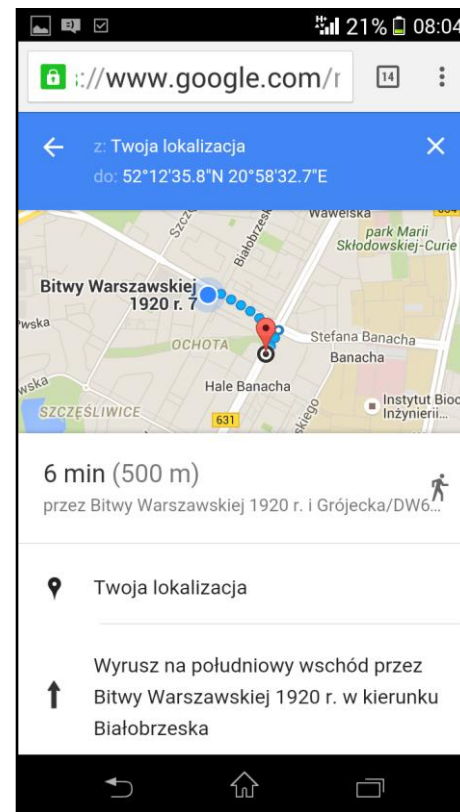 21% 08:04
://www.google.com/r 14
z: Twoja lokalizacja
do: 52°12'35.8"N 20°58'32.7"E
Wawelska
park Marii
Skłodowskiej-Curie
Białobrzeska
Bitwy Warszawskiej
1920 r. 7
OCHOTA
Stefana Banacha
Banacha
Hale Banacha
Instytut Bioc
Inżynierii...
SZCZĘŚLIWICE
631
6 min (500 m)
przez Bitwy Warszawskiej 1920 r. i Grójecka/DW6...
Twoja lokalizacja
Wyrusz na południowy wschód przez
Bitwy Warszawskiej 1920 r. w kierunku
Białobrzeska